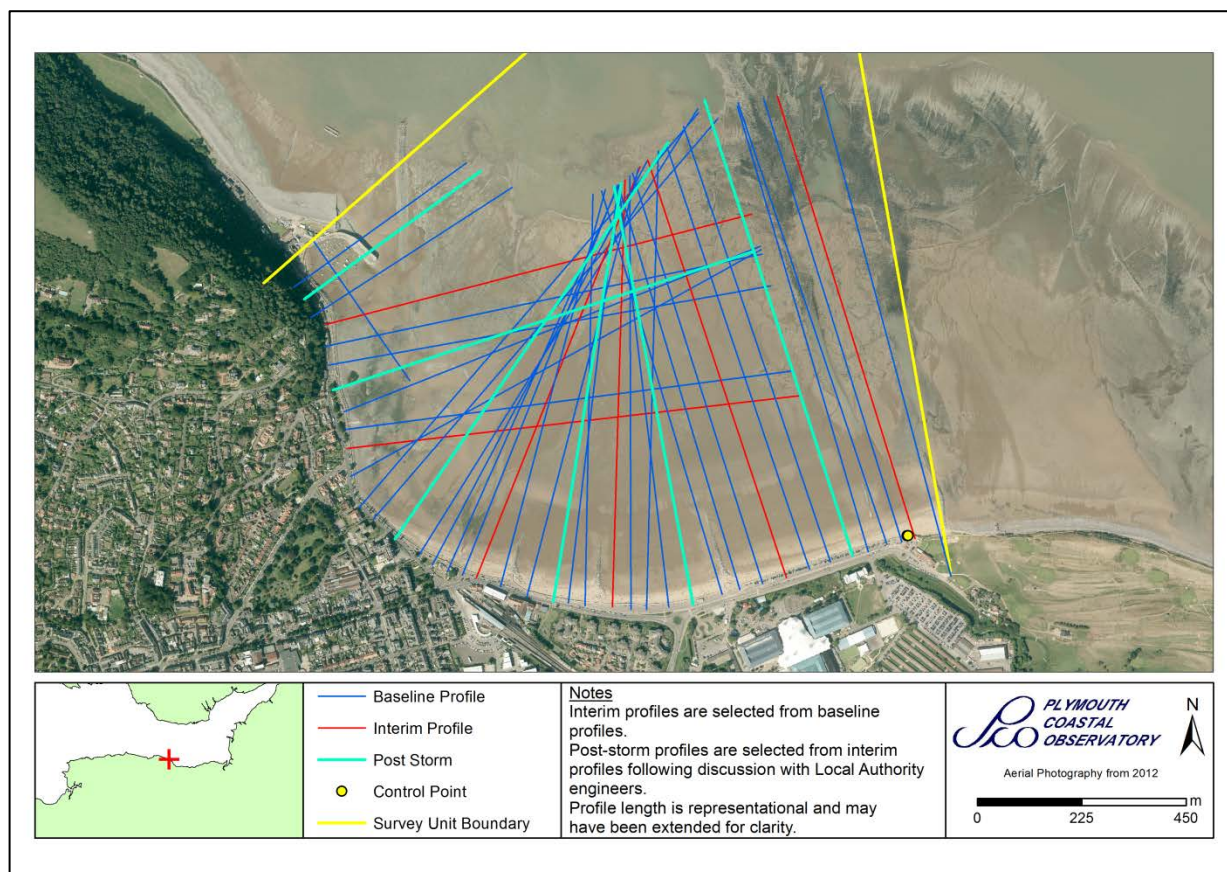 Baseline Profile
Interim Profile
Post Storm
Control Point
Survey Unit Boundary
Notes
Interim profiles are selected from baseline
profiles.
Post-storm profiles are selected from interim
profiles following discussion with Local Authority
engineers.
Profile length is representational and may
have been extended for clarity.
PLYMOUTH
COASTAL
OBSERVATORY
N
Aerial Photography from 2012
m
0 225 450